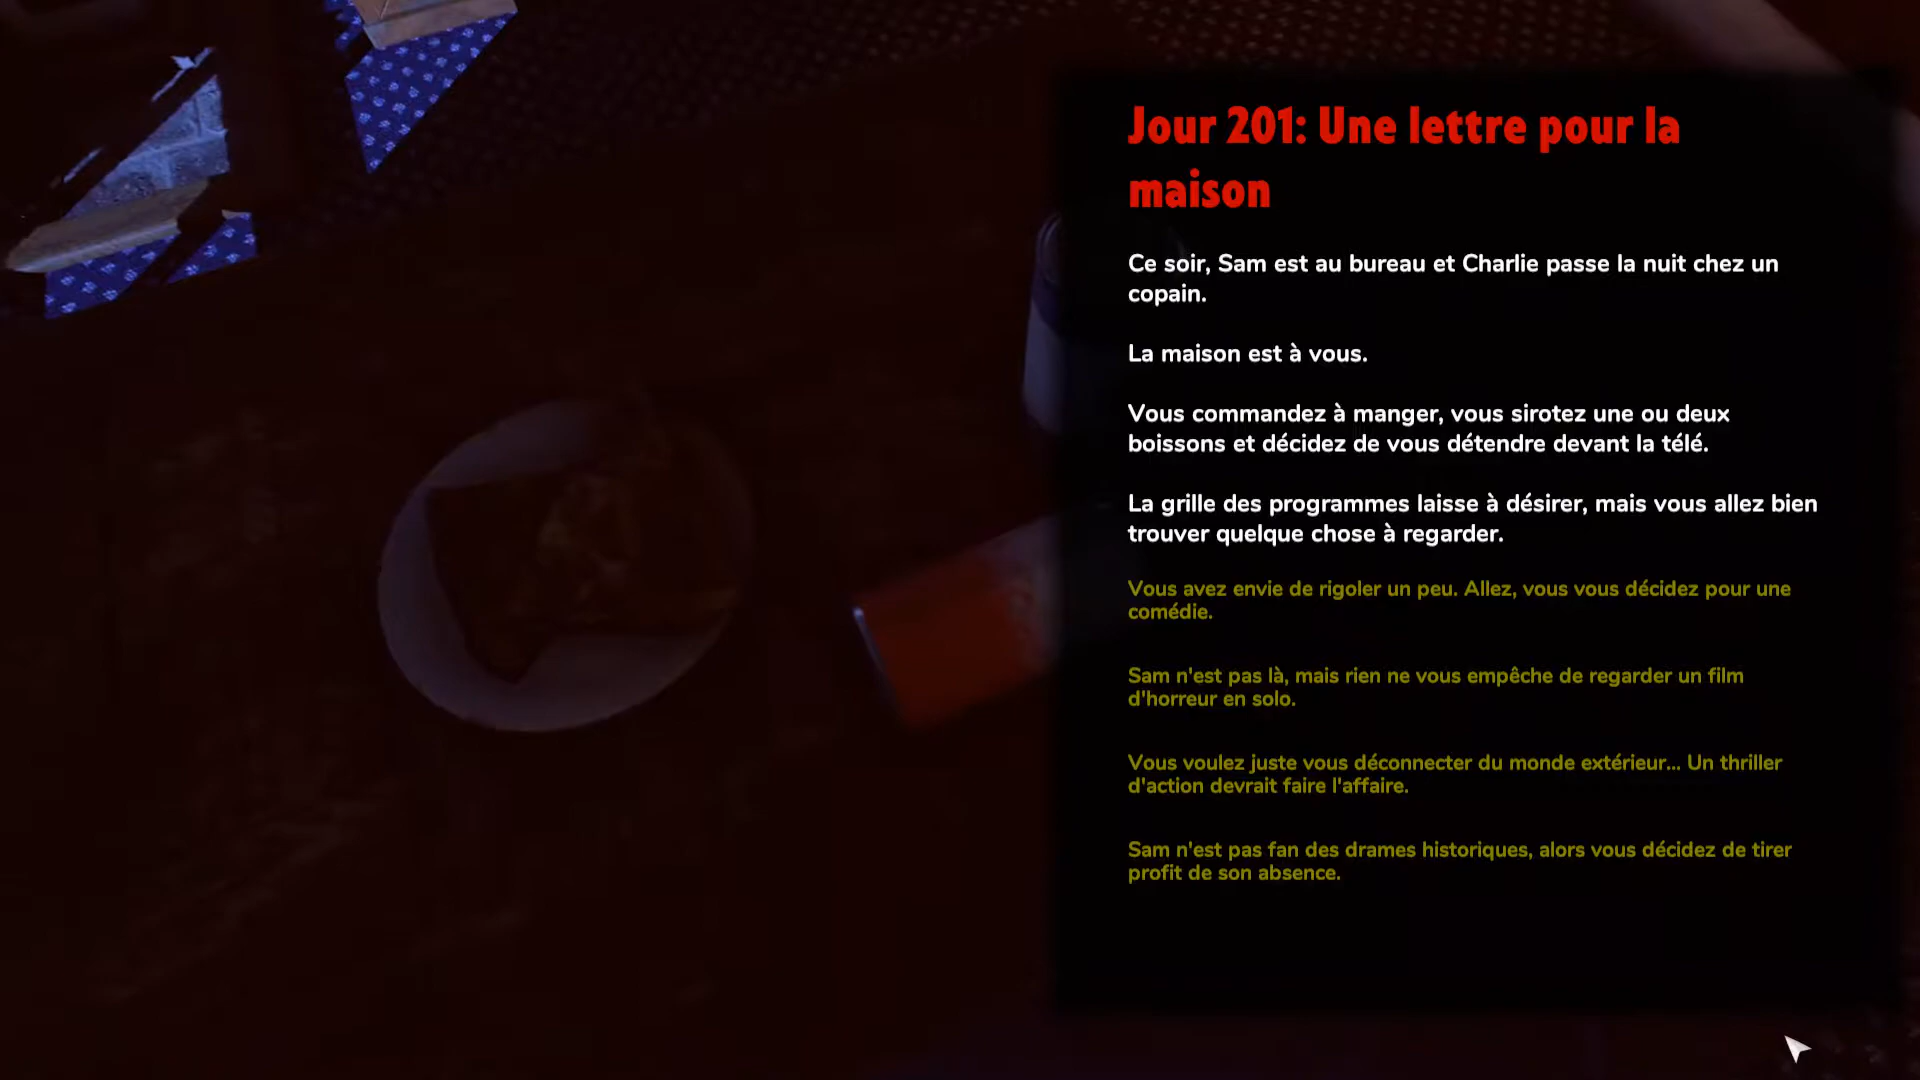 Jour 201: Une lettre pour la
maison
Ce soir, Sam est au bureau et Charlie passe la nuit chez un
copain.
La maison est à vous.
Vous commandez à manger, vous sirotez une ou deux
boissons et décidez de vous détendre devant la télé.
La grille des programmes laisse à désirer, mais vous allez bien
trouver quelque chose à regarder.
Vous avez envie de rigoler un peu. Allez, vous vous décidez pour une
comédie.
Sam n'est pas là, mais rien ne vous empêche de regarder un film
d'horreur en solo.
Vous voulez juste vous déconnecter du monde extérieur... Un thriller
d'action devrait faire l'affaire.
Sam n'est pas fan des drames historiques, alors vous décidez de tirer
profit de son absence.